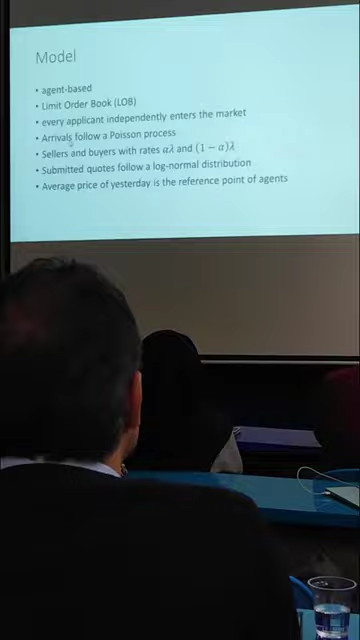 Model
• agent-based
• Limit Order Book (LOB)
• every applicant independently enters the market
• Arrivals follow a Poisson process
• Sellers and buyers with rates αλ and (1 − α)λ
• Submitted quotes follow a log-normal distribution
• Average price of yesterday is the reference point of agents